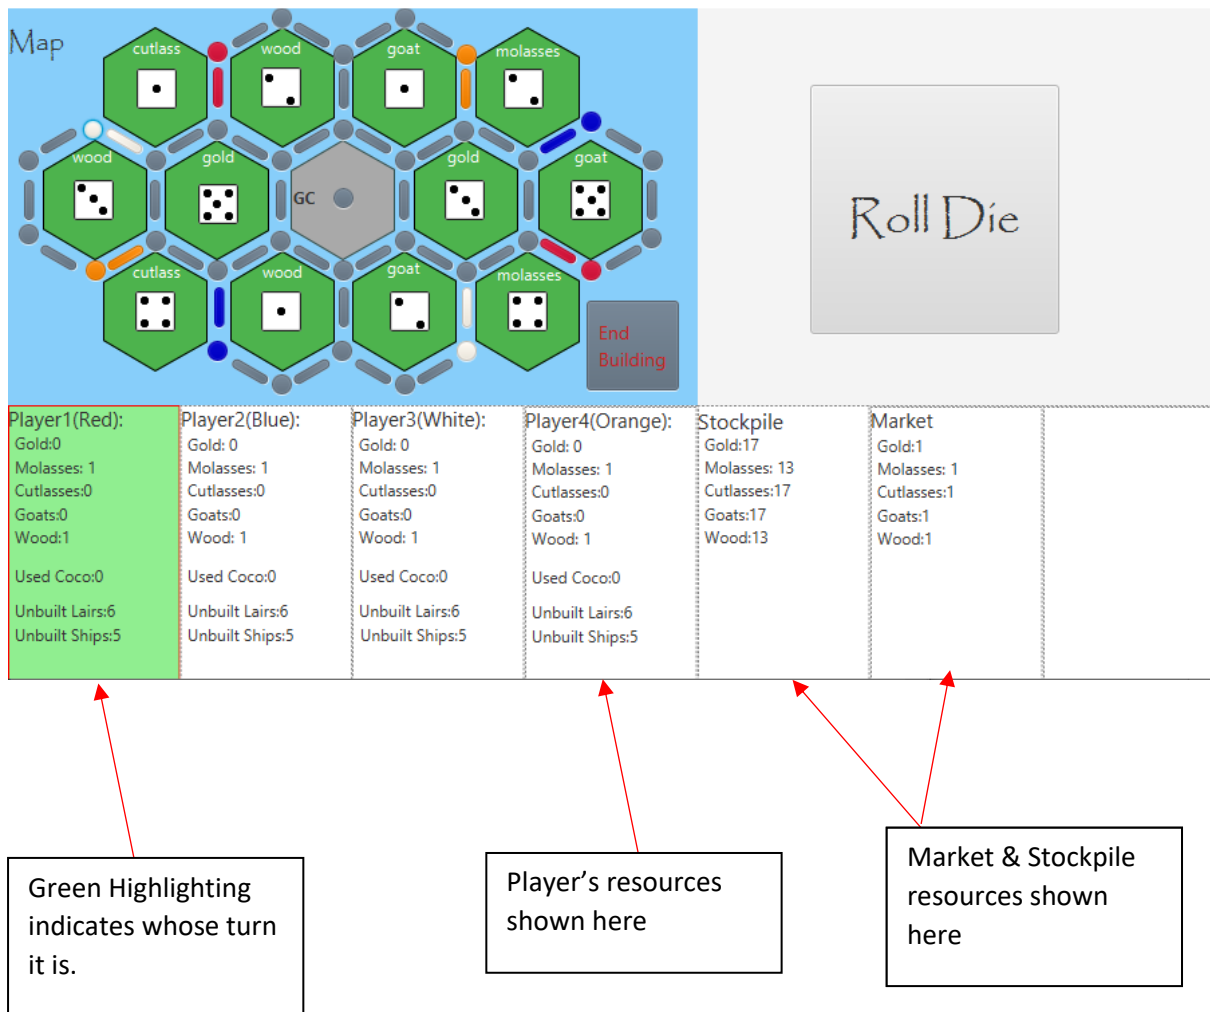 Map
cutlass
wood
goat
molasses
wood
gold
GC
gold
goat
cutlass
wood
goat
molasses
End
Building
Roll Die
Player1(Red):
Gold:0
Molasses: 1
Cutlasses:0
Goats:0
Wood:1
Used Coco:0
Unbuilt Lairs:6
Unbuilt Ships:5
Player2(Blue):
Gold: 0
Molasses: 1
Cutlasses:0
Goats:0
Wood: 1
Used Coco:0
Unbuilt Lairs:6
Unbuilt Ships:5
Player3(White):
Gold: 0
Molasses: 1
Cutlasses:0
Goats:0
Wood: 1
Used Coco:0
Unbuilt Lairs:6
Unbuilt Ships:5
Player4(Orange):
Gold: 0
Molasses: 1
Cutlasses:0
Goats:0
Wood: 1
Used Coco:0
Unbuilt Lairs:6
Unbuilt Ships:5
Stockpile
Gold:17
Molasses: 13
Cutlasses:17
Goats:17
Wood:13
Market
Gold:1
Molasses: 1
Cutlasses:1
Goats:1
Wood:1
Green Highlighting
indicates whose turn
it is.
Player’s resources
shown here
Market & Stockpile
resources shown
here